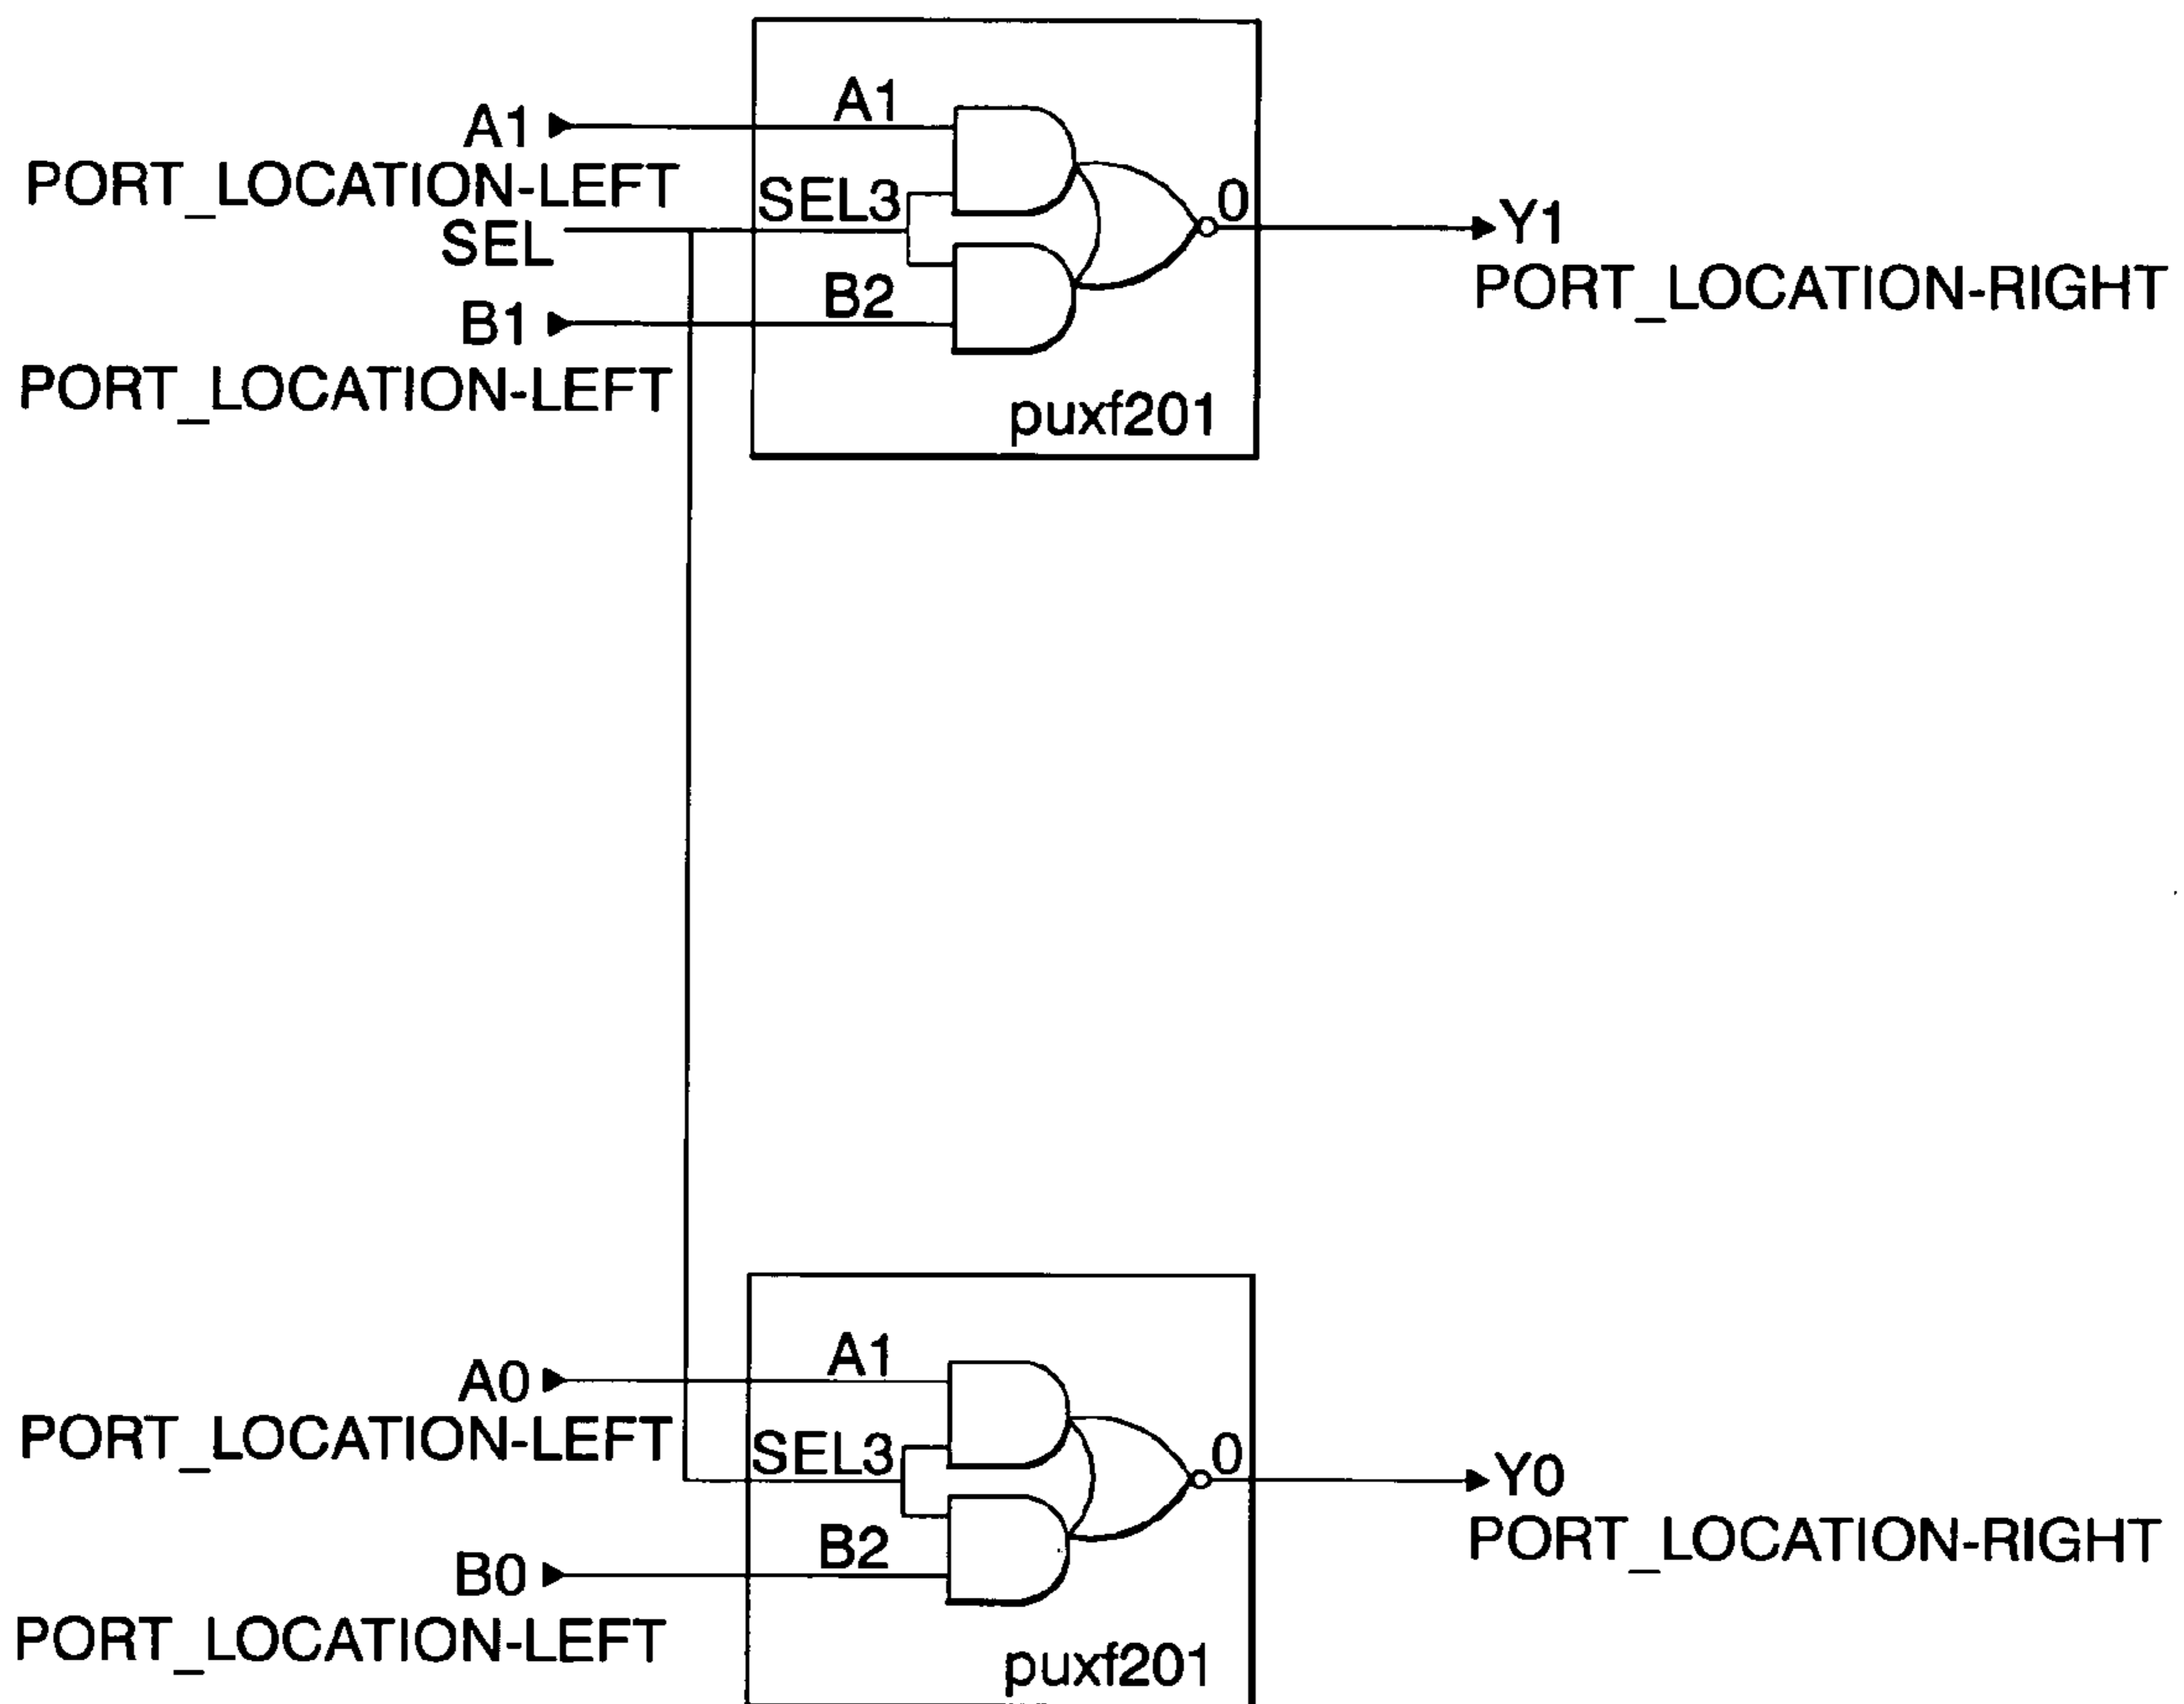 A1
A1
PORT_LOCATION-LEFT
SEL3
0
SEL
Y1
B1
B2
PORT_LOCATION-RIGHT
PORT_LOCATION-LEFT
puxf201
A0
A1
PORT_LOCATION-LEFT
SEL3
0
Y0
B0
B2
PORT_LOCATION-RIGHT
PORT_LOCATION-LEFT
puxf201